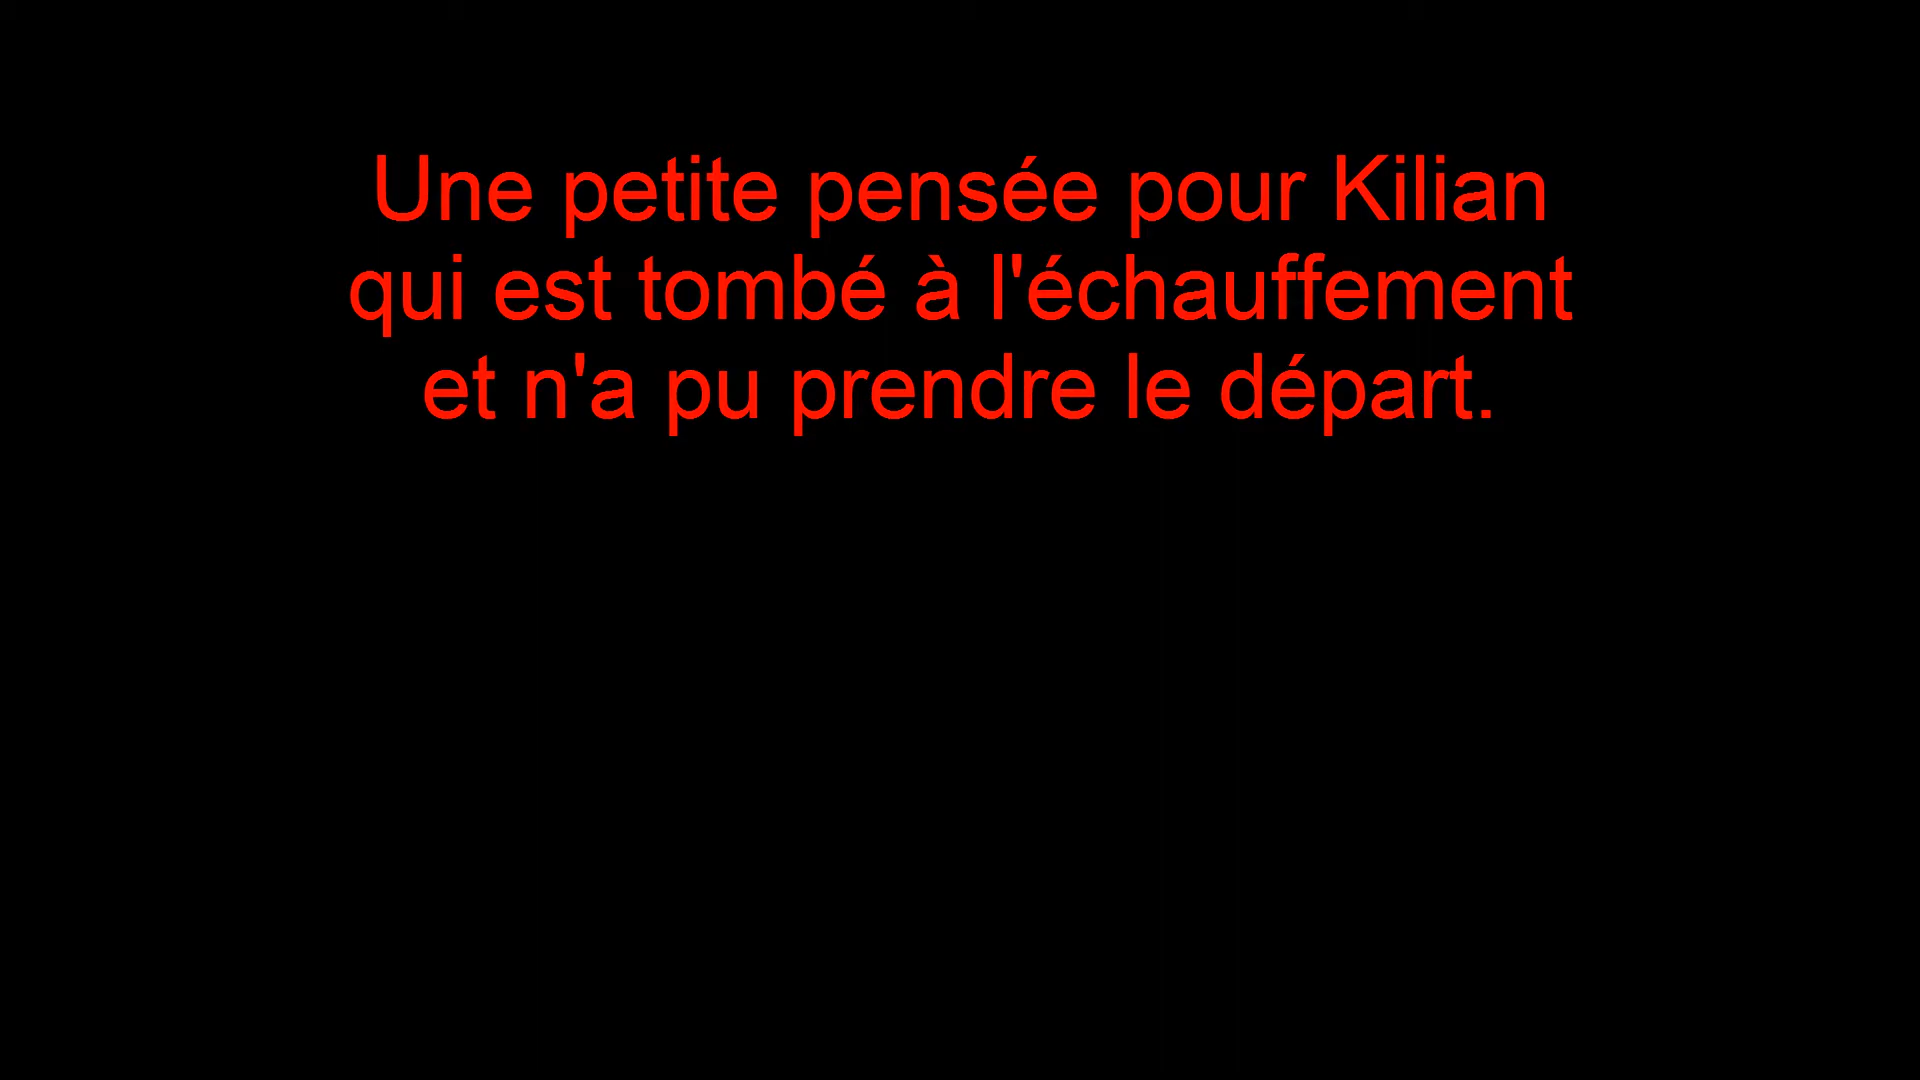 Une petite pensée pour Kilian
qui est tombé à l'échauffement
et n'a pu prendre le départ.